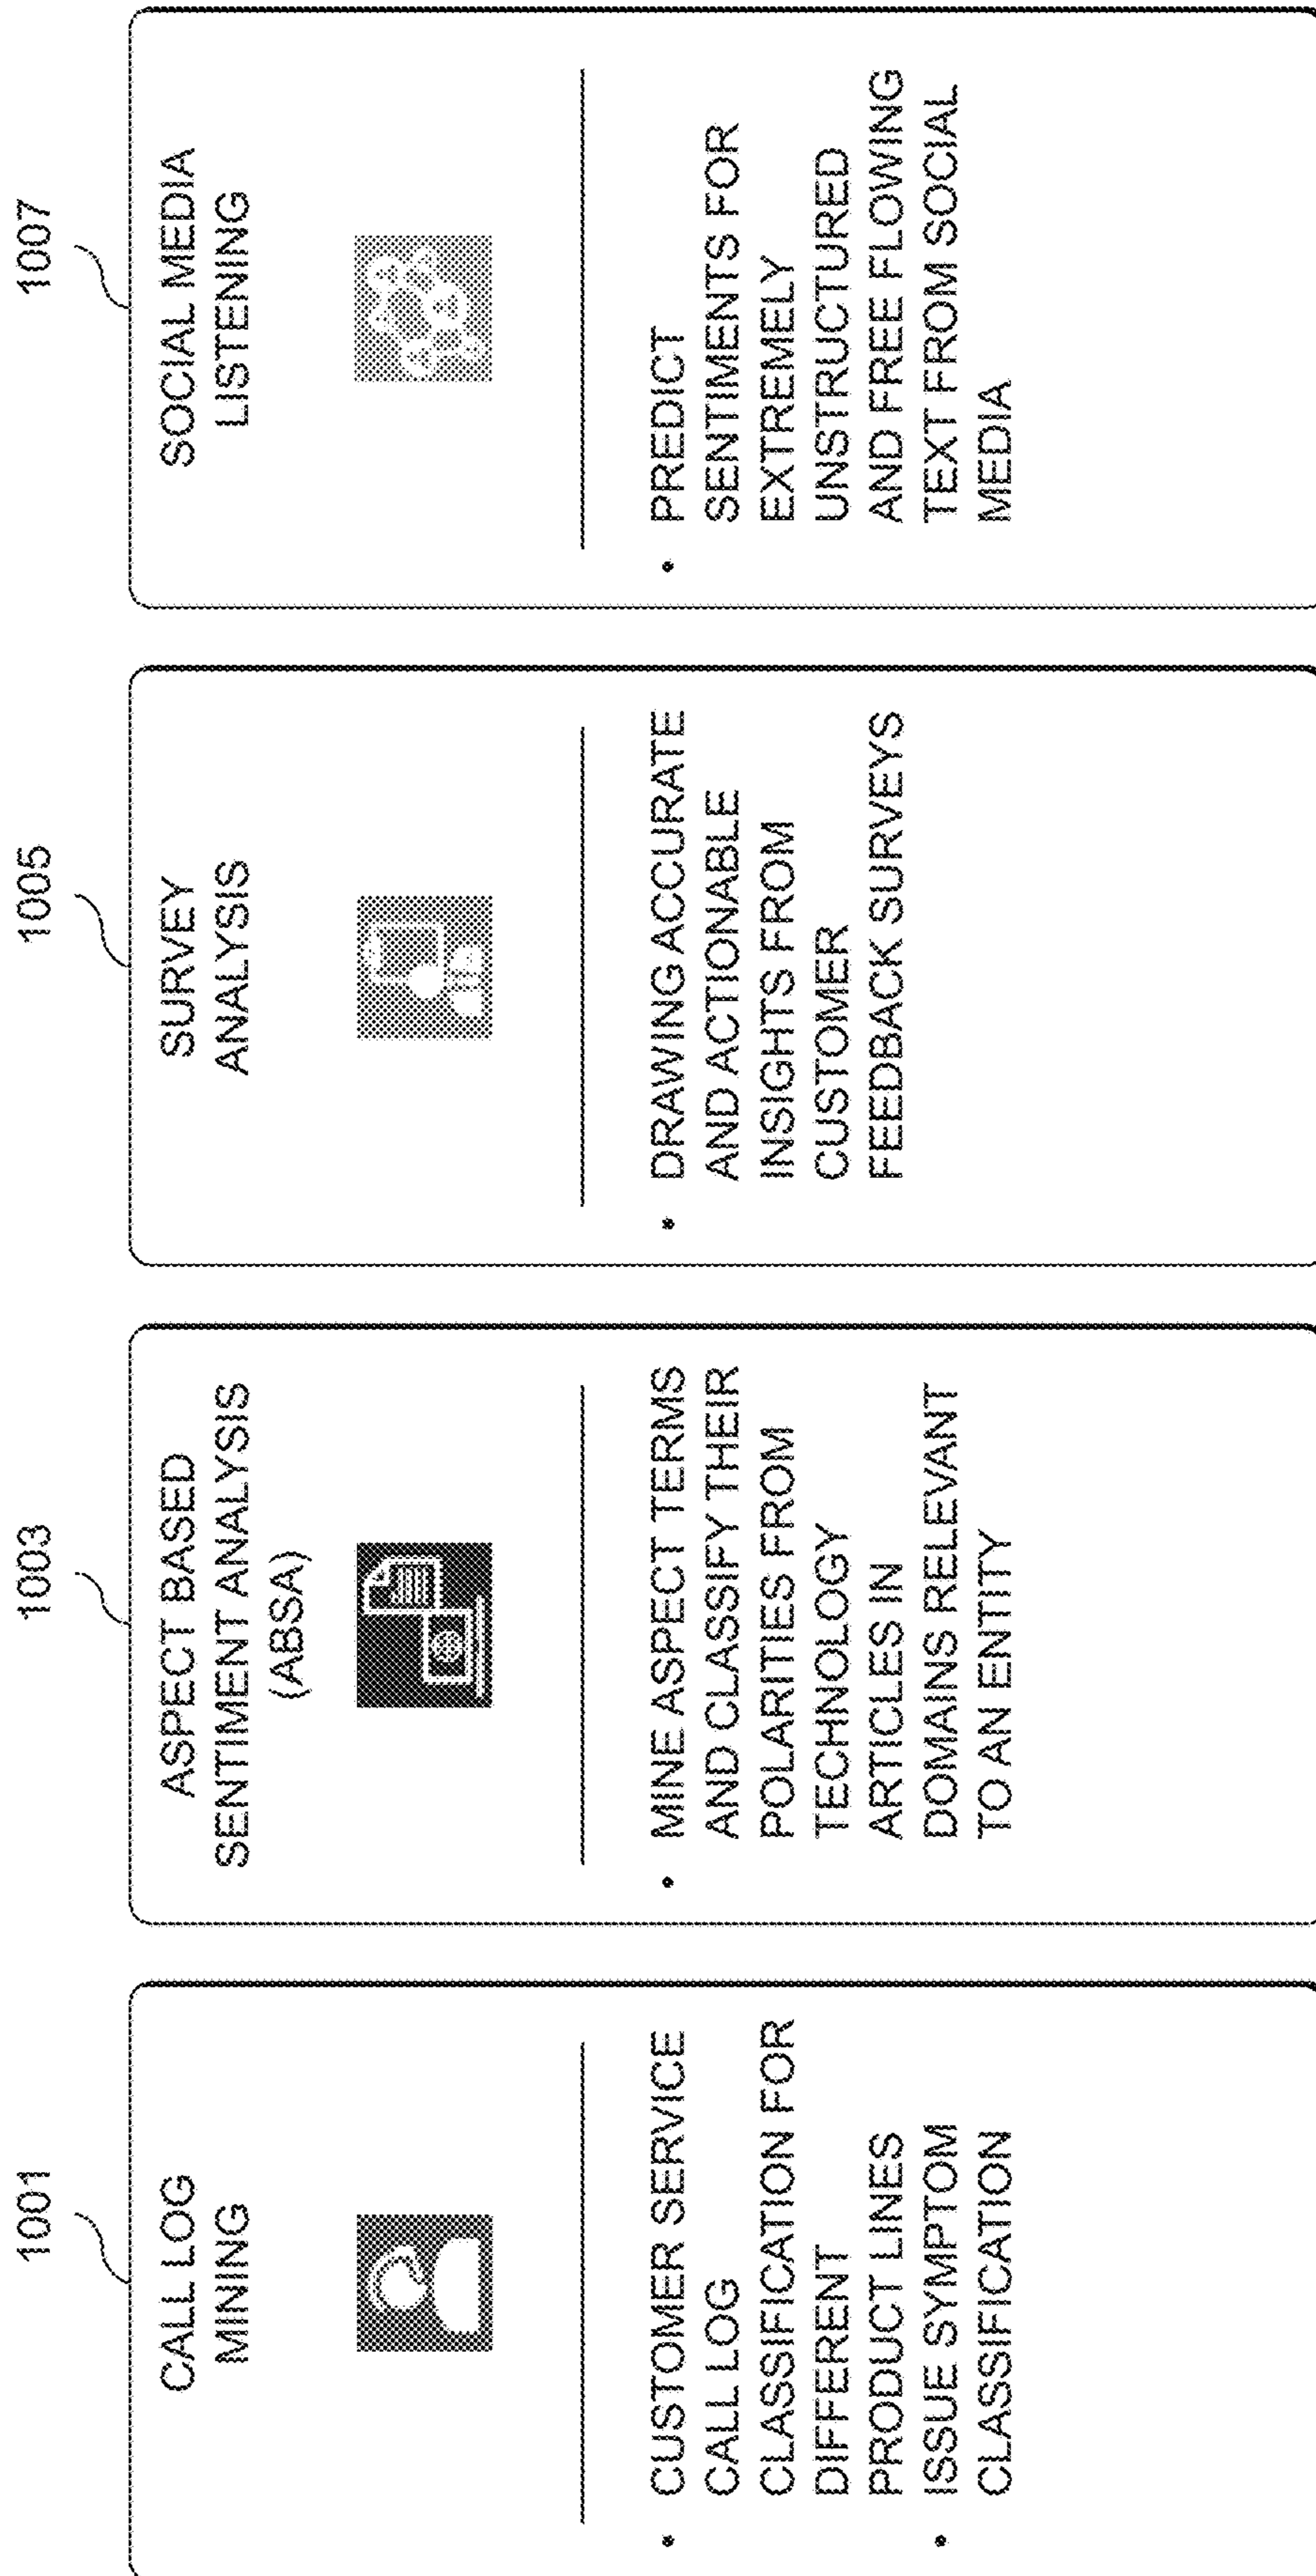 1001
CALL LOG
MINING
• CUSTOMER SERVICE
CALL LOG
CLASSIFICATION FOR
DIFFERENT
PRODUCT LINES
• ISSUE SYMPTOM
CLASSIFICATION
1003
ASPECT BASED
SENTIMENT ANALYSIS
(ABSA)
• MINE ASPECT TERMS
AND CLASSIFY THEIR
POLARITIES FROM
TECHNOLOGY
ARTICLES IN
DOMAINS RELEVANT
TO AN ENTITY
1005
SURVEY
ANALYSIS
• DRAWING ACCURATE
AND ACTIONABLE
INSIGHTS FROM
CUSTOMER
FEEDBACK SURVEYS
1007
SOCIAL MEDIA
LISTENING
• PREDICT
SENTIMENTS FOR
EXTREMELY
UNSTRUCTURED
AND FREE FLOWING
TEXT FROM SOCIAL
MEDIA